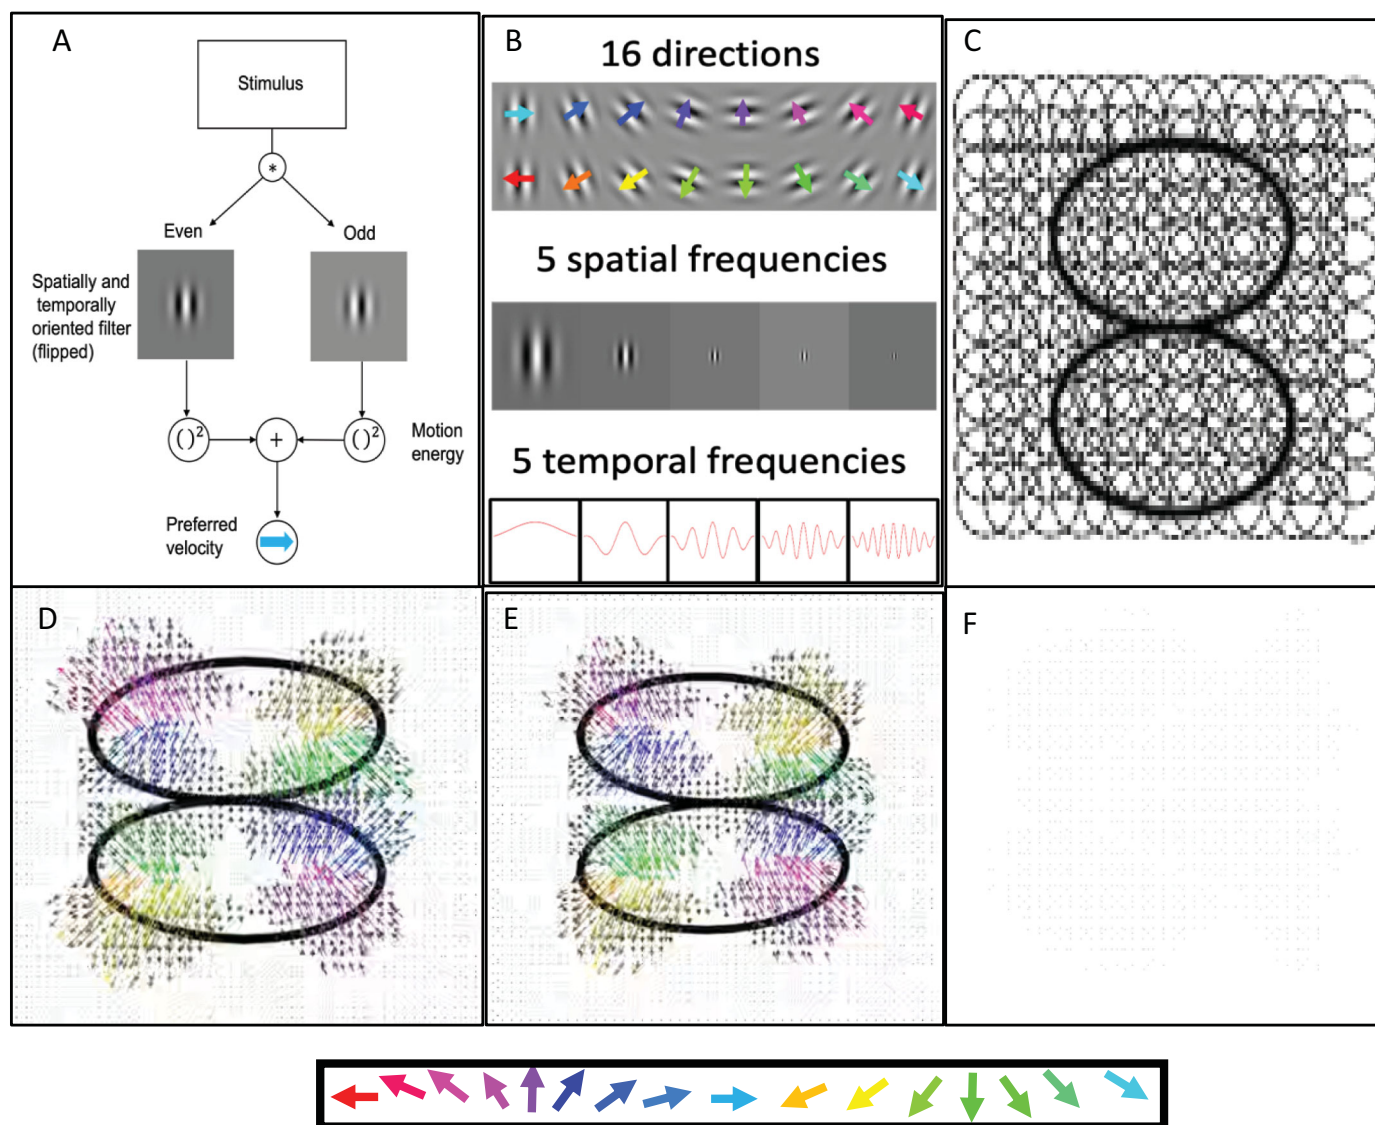 A
Stimulus
*
Even
Odd
Spatially and
temporally
oriented filter
(flipped)
()²
+
()²
Motion
energy
Preferred
velocity
B
16 directions
5 spatial frequencies
5 temporal frequencies
C
D
E
F